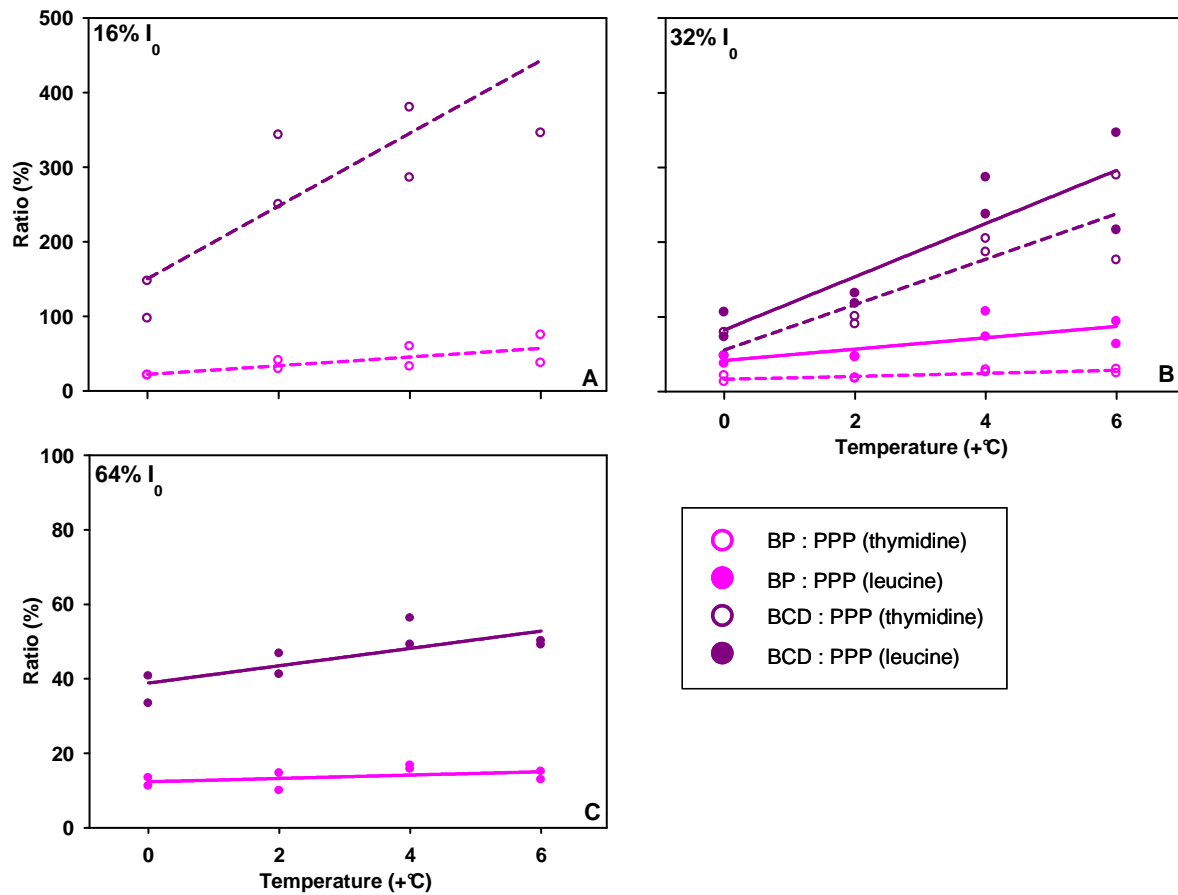 16% I0
500
400
300
200
100
0
Ratio (%)
A
32% I0
B
0 2 4 6
Temperature (+°C)
64% I0
100
80
60
40
20
0
Ratio (%)
C
0 2 4 6
Temperature (+°C)
BP : PPP (thymidine)
BP : PPP (leucine)
BCD : PPP (thymidine)
BCD : PPP (leucine)